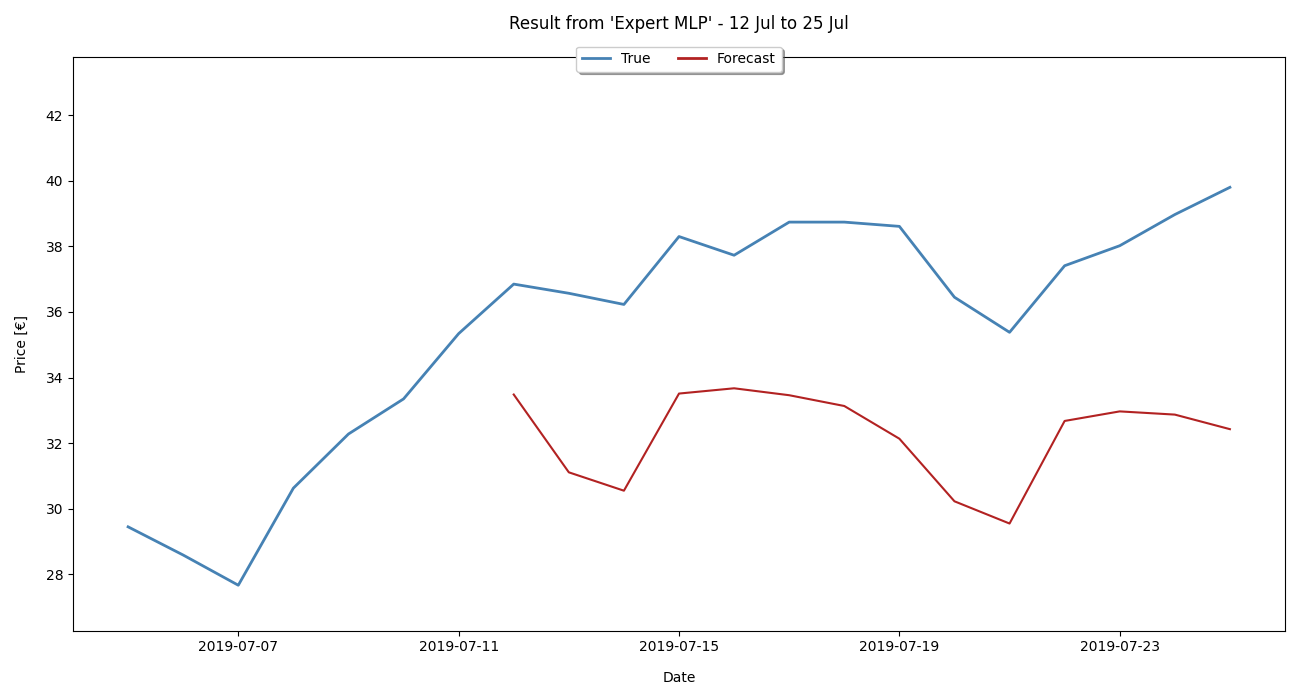 Result from 'Expert MLP' - 12 Jul to 25 Jul
True Forecast
42
40
38
36
34
32
30
28
Price [€]
2019-07-07 2019-07-11 2019-07-15 2019-07-19 2019-07-23
Date